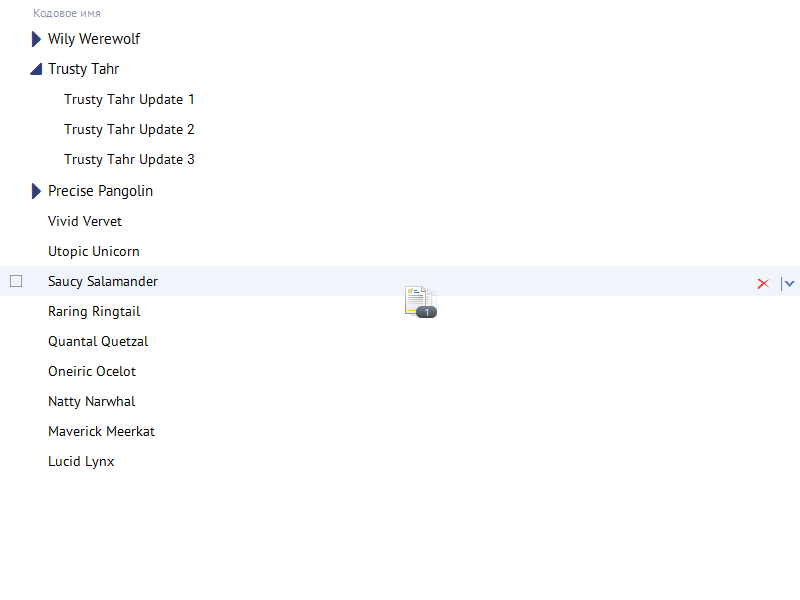 Кодовое имя
Wily Werewolf
Trusty Tahr
Trusty Tahr Update 1
Trusty Tahr Update 2
Trusty Tahr Update 3
Precise Pangolin
Vivid Vervet
Utopic Unicorn
Saucy Salamander
1
Raring Ringtail
Quantal Quetzal
Oneiric Ocelot
Natty Narwhal
Maverick Meerkat
Lucid Lynx